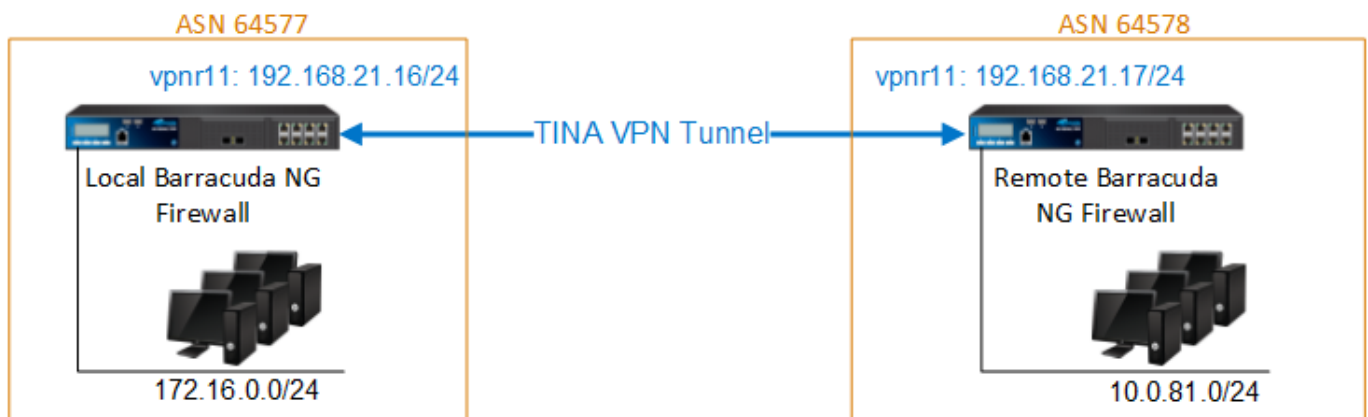 ASN 64577
ASN 64578
vpnr11: 192.168.21.16/24
vpnr11: 192.168.21.17/24
TINA VPN Tunnel
Local Barracuda NG
Firewall
Remote Barracuda
NG Firewall
172.16.0.0/24
10.0.81.0/24